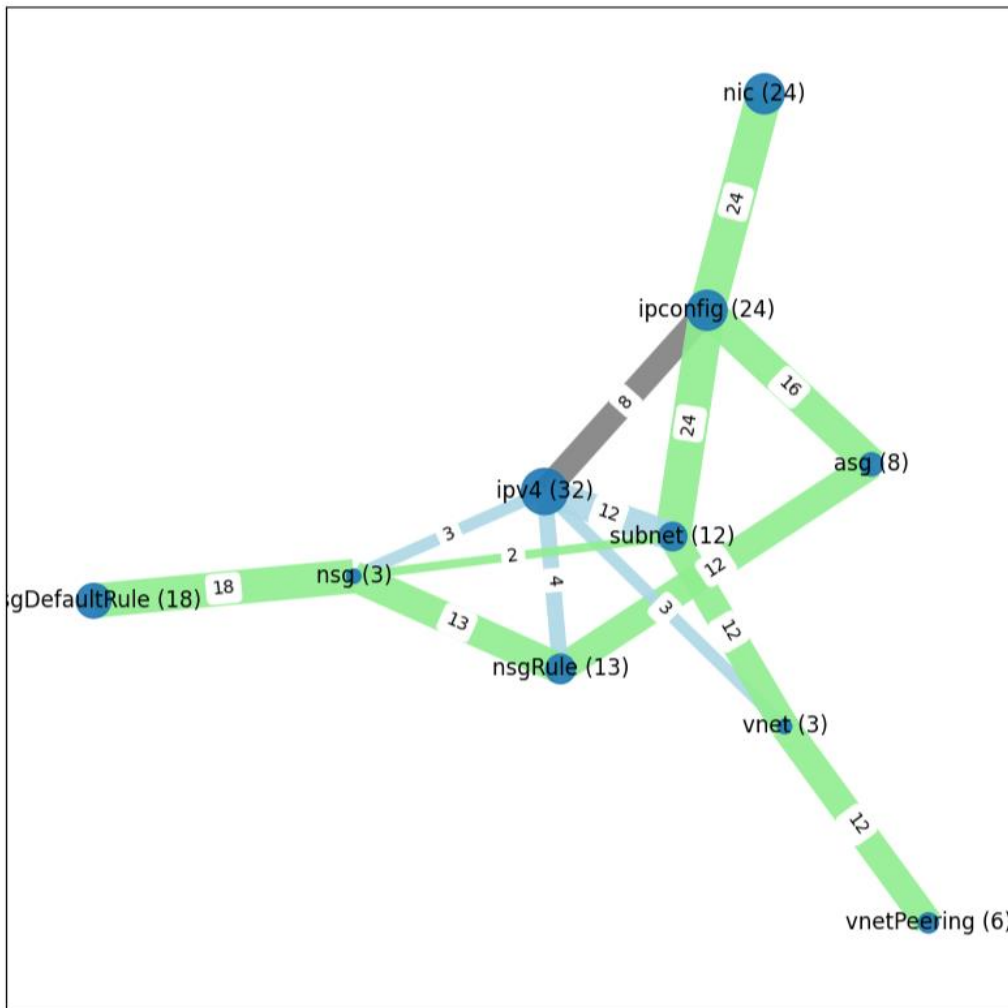 nic (24)
24
ipconfig (24)
16
8
24
asg (8)
ipv4 (32)
12
subnet (12)
3
2
12
nsg (3)
18
sgDefaultRule (18)
4
3
13
12
nsgRule (13)
vnet (3)
12
vnetPeering (6)